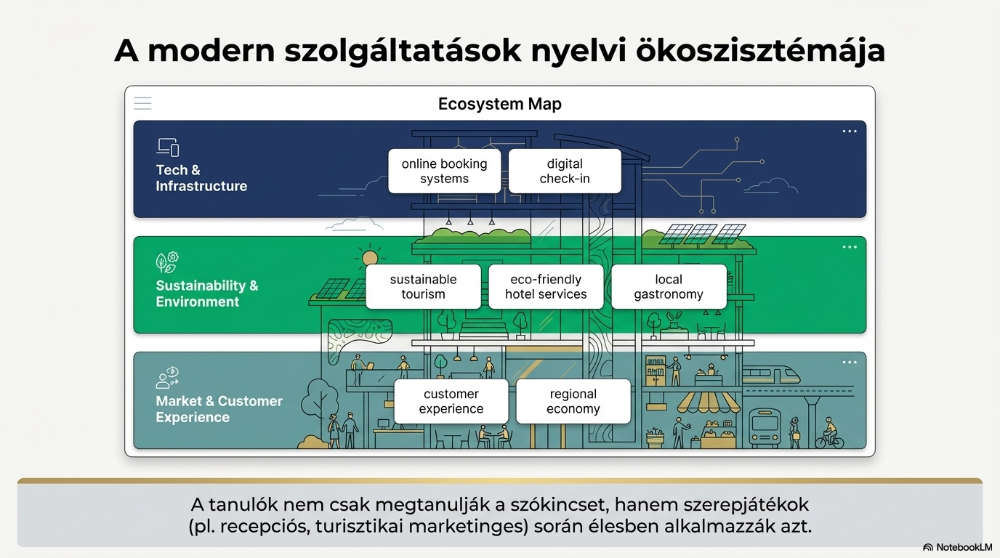 A modern szolgáltatások nyelvi ökoszisztémája
Ecosystem Map
Tech &
Infrastructure
online booking
systems
digital
check-in
Sustainability &
Environment
sustainable
tourism
eco-friendly
hotel services
local
gastronomy
Market & Customer
Experience
customer
experience
regional
economy
A tanulók nem csak megtanulják a szókincset, hanem szerepjátékok
(pl. recepciós, turisztikai marketinges) során élesben alkalmazzák azt.
NotebookLM